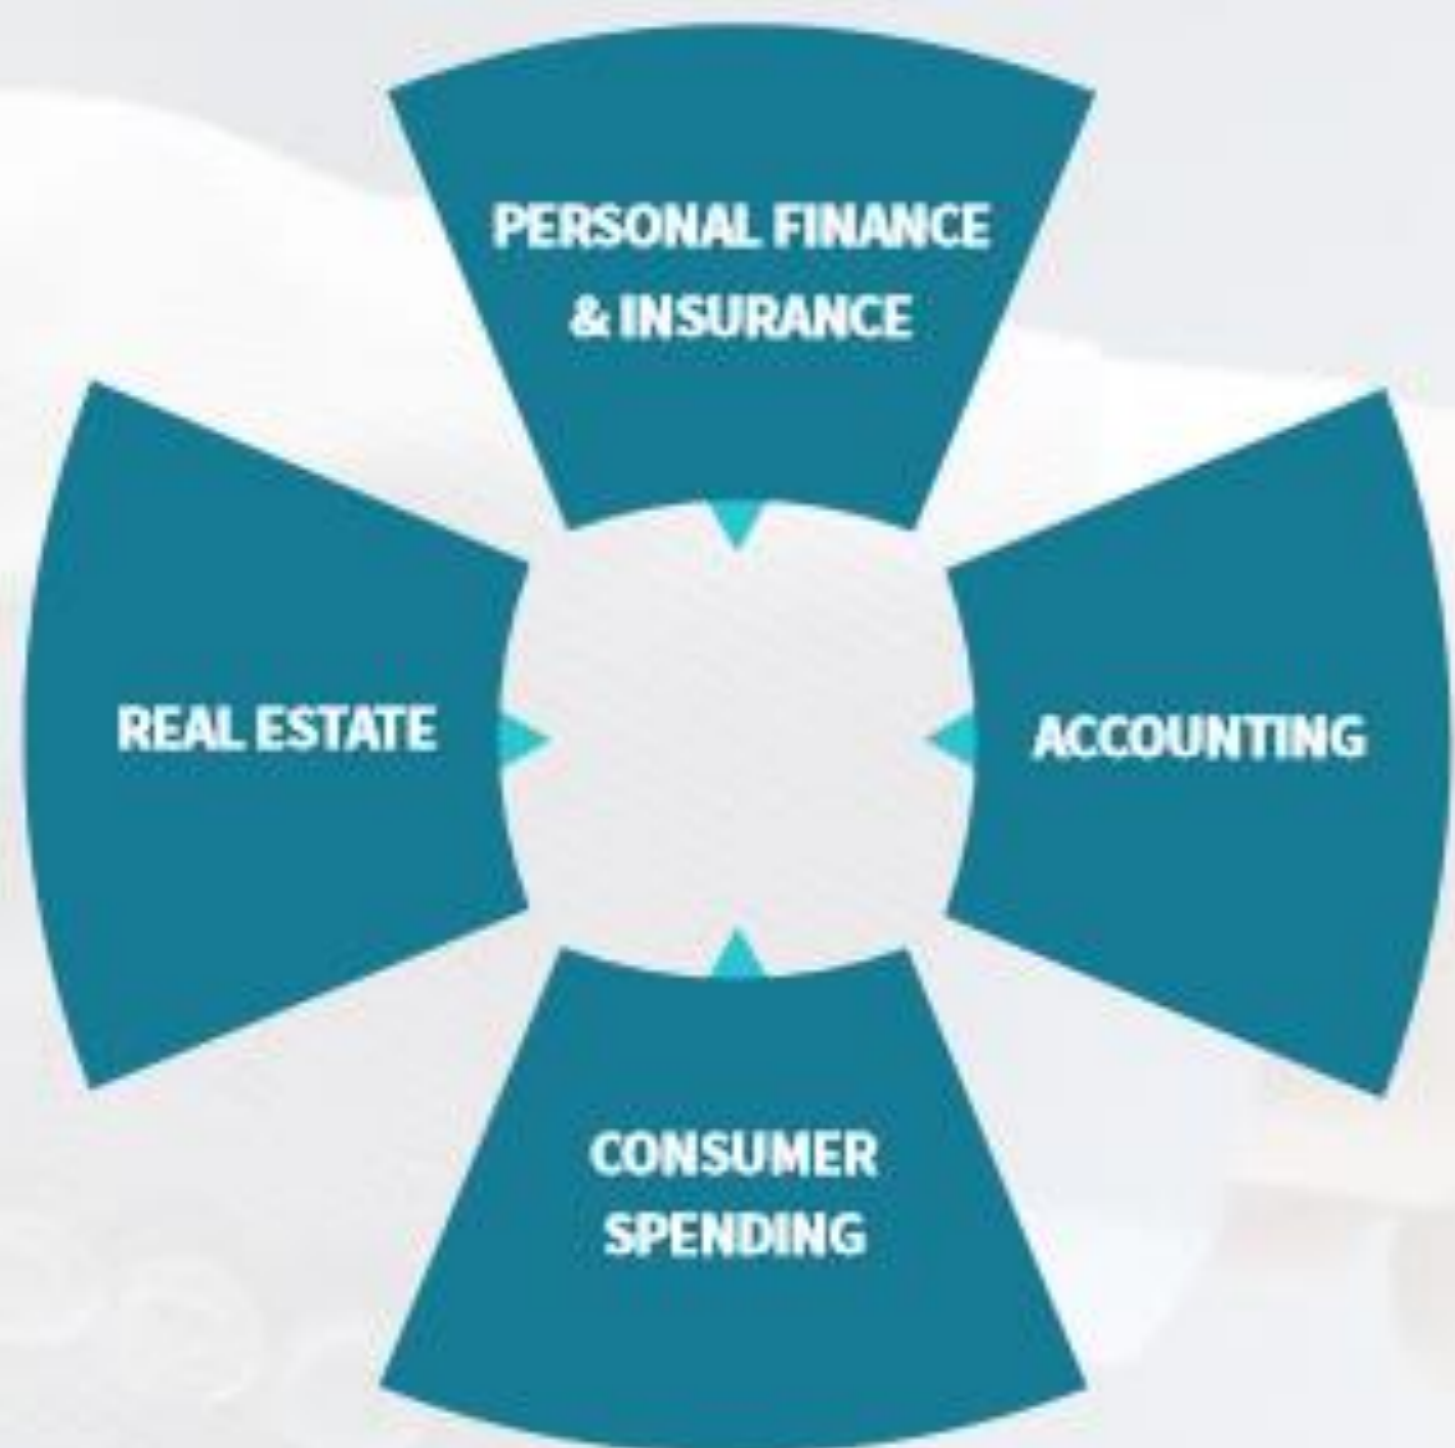 PERSONAL FINANCE
& INSURANCE
REAL ESTATE
ACCOUNTING
CONSUMER
SPENDING